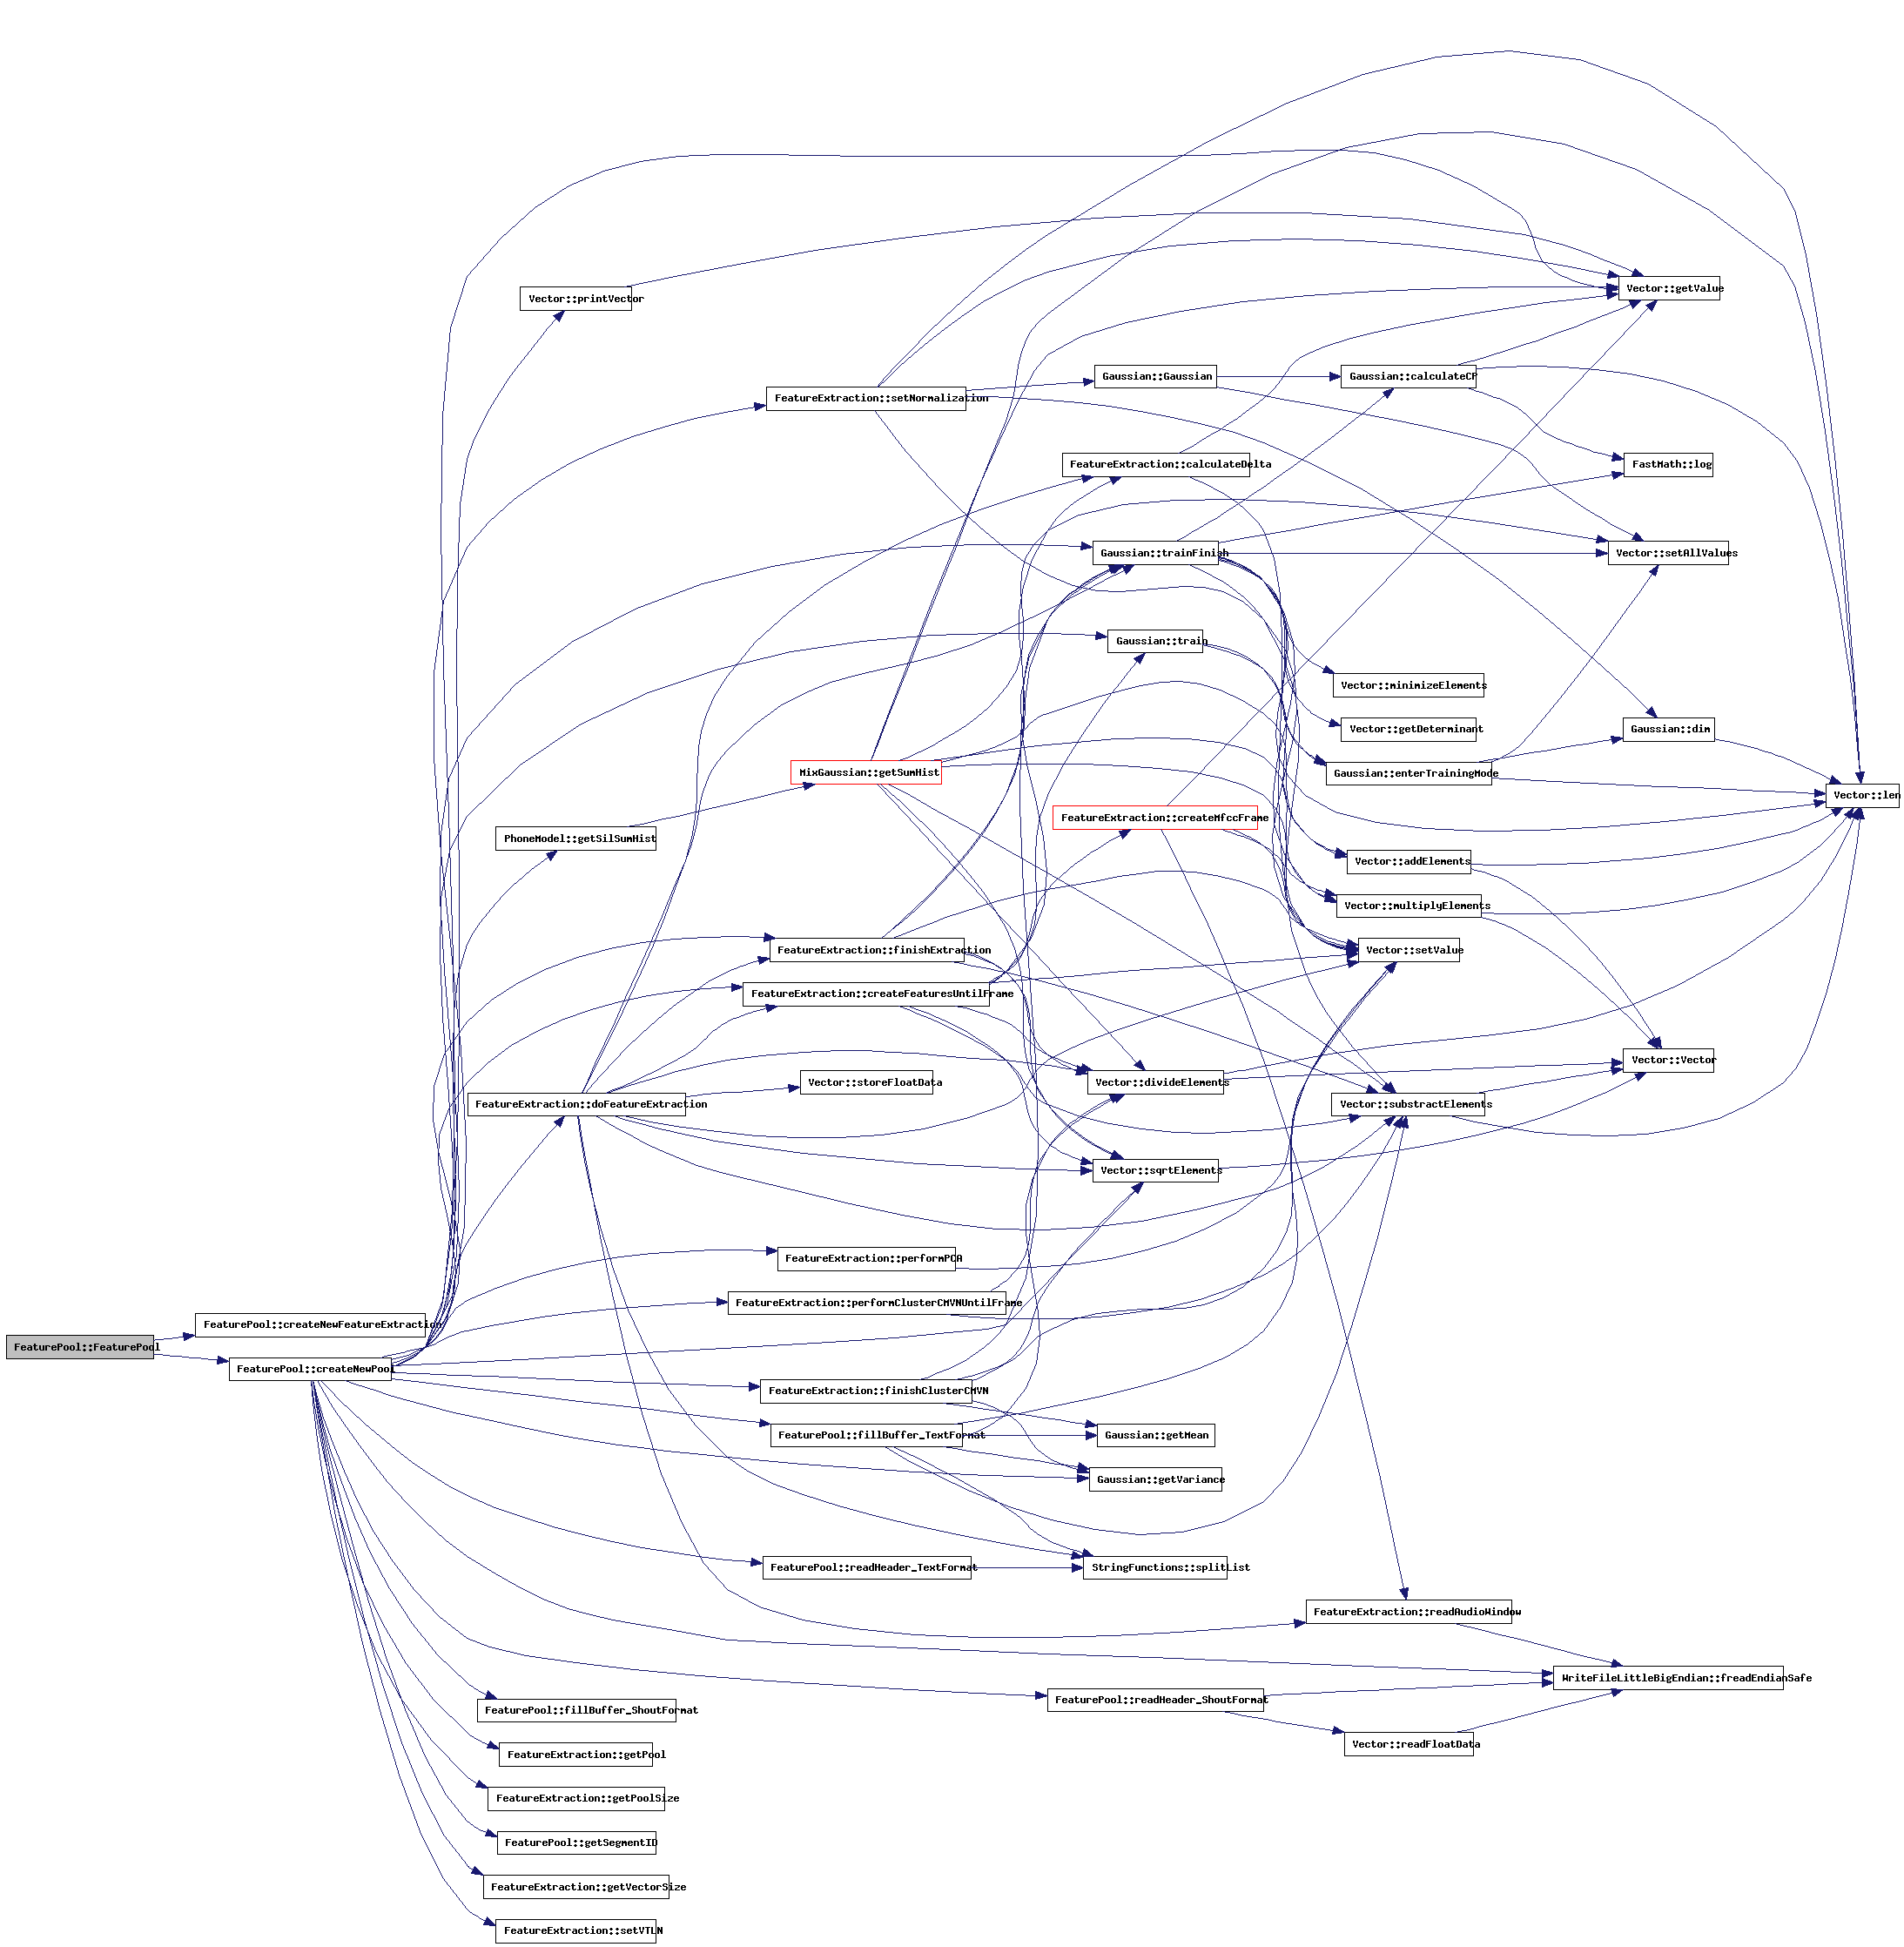 Vector::getValue
Vector::printVector
Gaussian::Gaussian
Gaussian::calculateCP
FeatureExtraction::setNormalization
FeatureExtraction::calculateDelta
FastMath::log
Gaussian::trainFinish
Vector::setAllValues
Gaussian::train
Vector::minimizeElements
Vector::getDeterminant
Gaussian::dim
MixGaussian::getSumHist
Gaussian::enterTrainingMode
Vector::len
FeatureExtraction::createMfccFrame
PhoneModel::getSilSumHist
Vector::addElements
Vector::multiplyElements
FeatureExtraction::finishExtraction
Vector::setValue
FeatureExtraction::createFeaturesUntilFrame
Vector::Vector
Vector::storeFloatData
Vector::divideElements
FeatureExtraction::doFeatureExtraction
Vector::substractElements
Vector::sqrtElements
FeatureExtraction::performPCA
FeatureExtraction::performClusterCMVNUntilFrame
FeaturePool::createNewFeatureExtraction
FeaturePool::FeaturePool
FeaturePool::createNewPool
FeatureExtraction::finishClusterCMVN
FeaturePool::fillBuffer_TextFormat
Gaussian::getMean
Gaussian::getVariance
FeaturePool::readHeader_TextFormat
StringFunctions::splitList
FeatureExtraction::readAudioWindow
WriteFileLittleBigEndian::freadEndianSafe
FeaturePool::readHeader_ShoutFormat
FeaturePool::fillBuffer_ShoutFormat
Vector::readFloatData
FeatureExtraction::getPool
FeatureExtraction::getPoolSize
FeaturePool::getSegmentID
FeatureExtraction::getVectorSize
FeatureExtraction::setVTLN